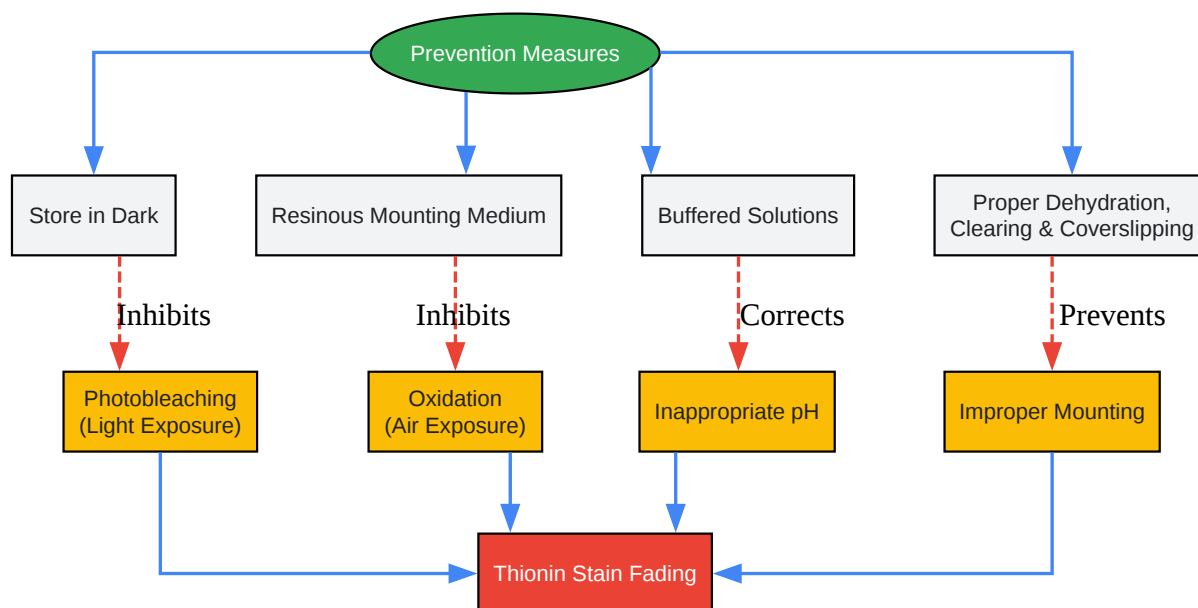 Prevention Measures
Store in Dark
Resinous Mounting Medium
Buffered Solutions
Proper Dehydration,
Clearing & Coverslipping
Inhibits
Inhibits
Corrects
Prevents
Photobleaching
(Light Exposure)
Oxidation
(Air Exposure)
Inappropriate pH
Improper Mounting
Thionin Stain Fading